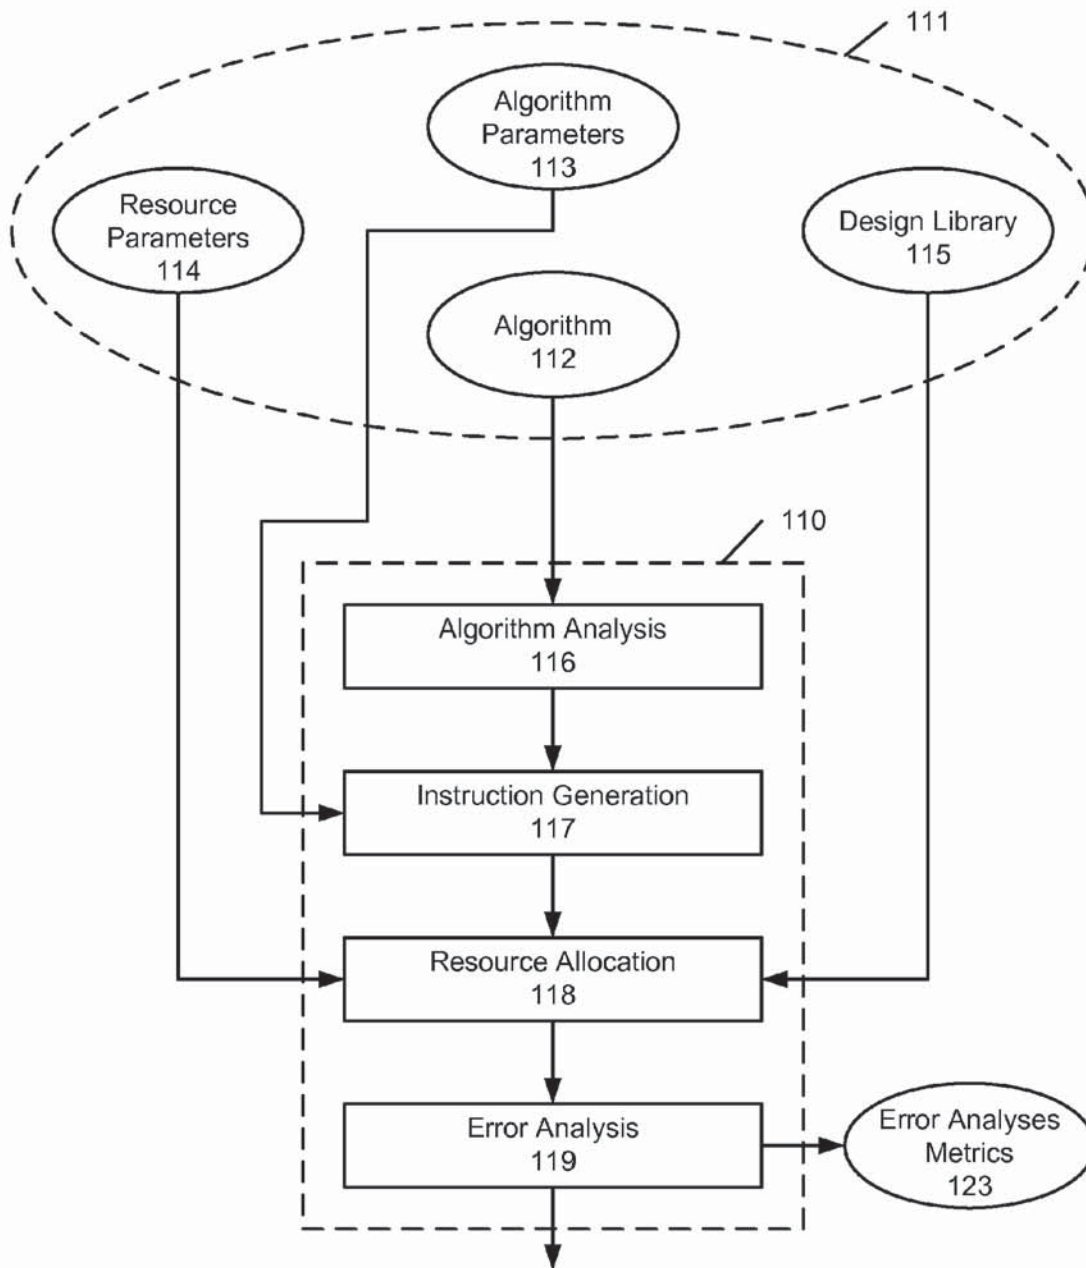 111
Algorithm
Parameters
113
Resource
Parameters
114
Design Library
115
Algorithm
112
110
Algorithm Analysis
116
Instruction Generation
117
Resource Allocation
118
Error Analysis
119
Error Analyses
Metrics
123